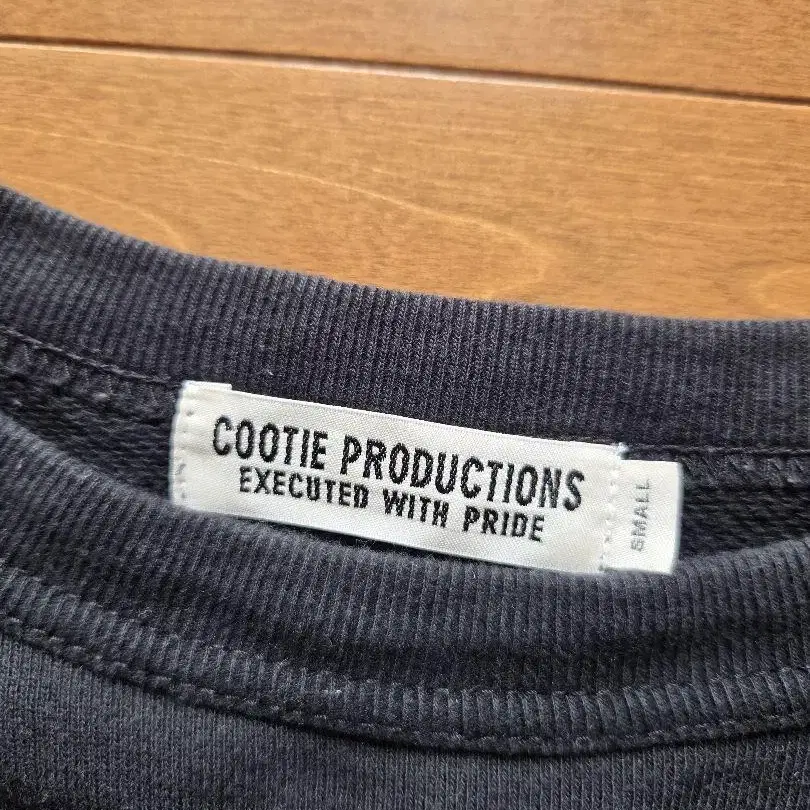 COOTIE PRODUCTIONS
EXECUTED WITH PRIDE
SMALL